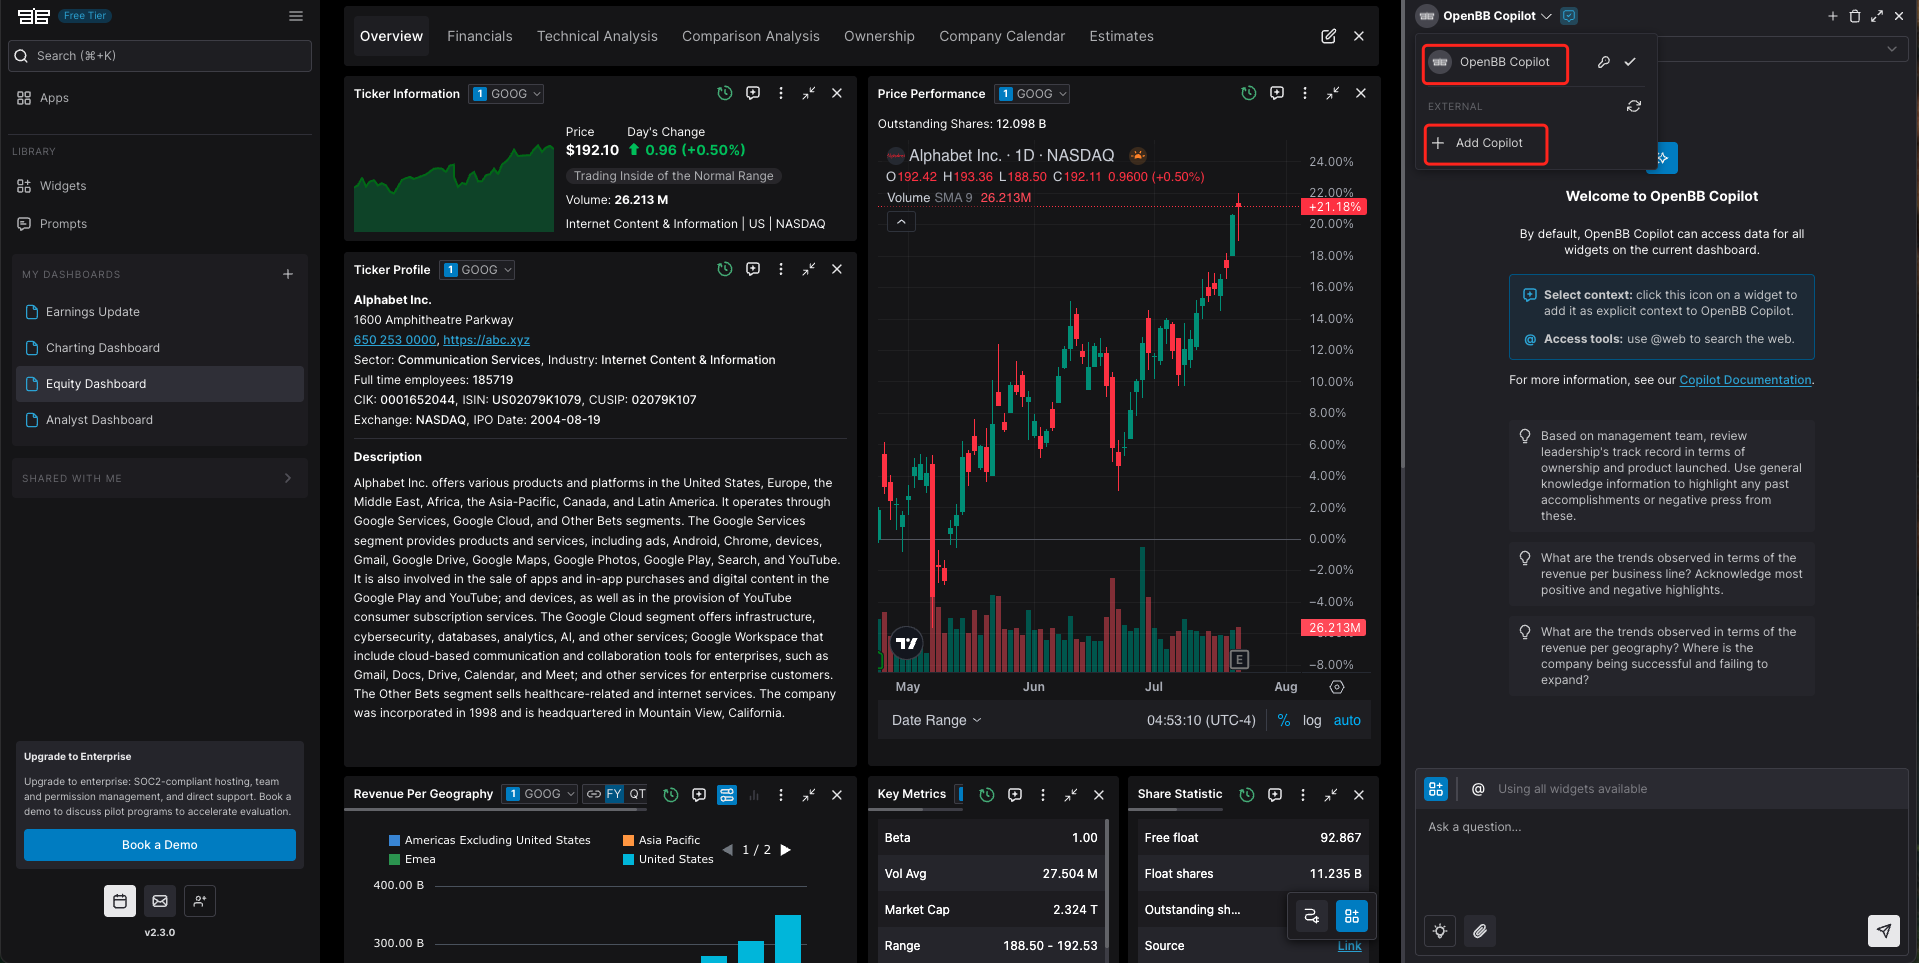 Free Tier
Search (⌘+K)
Apps
LIBRARY
Widgets
Prompts
MY DASHBOARDS
Earnings Update
Charting Dashboard
Equity Dashboard
Analyst Dashboard
SHARED WITH ME
Upgrade to Enterprise
Upgrade to enterprise: SOC2-compliant hosting, team
and permission management, and direct support. Book a
demo to discuss pilot programs to accelerate evaluation.
Book a Demo
v2.3.0
Overview
Financials
Technical Analysis
Comparison Analysis
Ownership
Company Calendar
Estimates
Ticker Information
1 GOOG
Price
Day's Change
$192.10
0.96 (+0.50%)
Trading Inside of the Normal Range
Volume: 26.213 M
Internet Content & Information | US | NASDAQ
Ticker Profile
1 GOOG
Alphabet Inc.
1600 Amphitheatre Parkway
650 253 0000, https://abc.xyz
Sector: Communication Services, Industry: Internet Content & Information
Full time employees: 185719
CIK: 0001652044, ISIN: US02079K1079, CUSIP: 02079K107
Exchange: NASDAQ, IPO Date: 2004-08-19
Description
Alphabet Inc. offers various products and platforms in the United States, Europe, the
Middle East, Africa, the Asia-Pacific, Canada, and Latin America. It operates through
Google Services, Google Cloud, and Other Bets segments. The Google Services
segment provides products and services, including ads, Android, Chrome, devices,
Gmail, Google Drive, Google Maps, Google Photos, Google Play, Search, and YouTube.
It is also involved in the sale of apps and in-app purchases and digital content in the
Google Play and YouTube; and devices, as well as in the provision of YouTube
consumer subscription services. The Google Cloud segment offers infrastructure,
cybersecurity, databases, analytics, AI, and other services; Google Workspace that
include cloud-based communication and collaboration tools for enterprises, such as
Gmail, Docs, Drive, Calendar, and Meet; and other services for enterprise customers.
The Other Bets segment sells healthcare-related and internet services. The company
was incorporated in 1998 and is headquartered in Mountain View, California.
Price Performance
1 GOOG
Outstanding Shares: 12.098 B
Alphabet Inc. · 1D · NASDAQ
O192.42 H193.36 L188.50 C192.11 0.9600 (+0.50%)
Volume SMA 9 26.213M
24.00%
22.00%
+21.18%
20.00%
18.00%
16.00%
14.00%
12.00%
10.00%
8.00%
6.00%
4.00%
2.00%
0.00%
−2.00%
−4.00%
26.213M
−8.00%
E
May
Jun
Jul
Aug
Date Range
04:53:10 (UTC-4)
%
log
auto
Revenue Per Geography
1 GOOG
FY
QT
Americas Excluding United States
Asia Pacific
Emea
United States
1 / 2
400.00 B
300.00 B
Key Metrics
Beta 1.00
Vol Avg 27.504 M
Market Cap 2.324 T
Range 188.50 - 192.53
Share Statistic
Free float 92.867
Float shares 11.235 B
Outstanding sh...
Source Link
OpenBB Copilot
OpenBB Copilot
EXTERNAL
Add Copilot
Welcome to OpenBB Copilot
By default, OpenBB Copilot can access data for all
widgets on the current dashboard.
Select context: click this icon on a widget to
add it as explicit context to OpenBB Copilot.
@ Access tools: use @web to search the web.
For more information, see our Copilot Documentation.
Based on management team, review
leadership's track record in terms of
ownership and product launched. Use general
knowledge information to highlight any past
accomplishments or negative press from
these.
What are the trends observed in terms of the
revenue per business line? Acknowledge most
positive and negative highlights.
What are the trends observed in terms of the
revenue per geography? Where is the
company being successful and failing to
expand?
@ Using all widgets available
Ask a question...